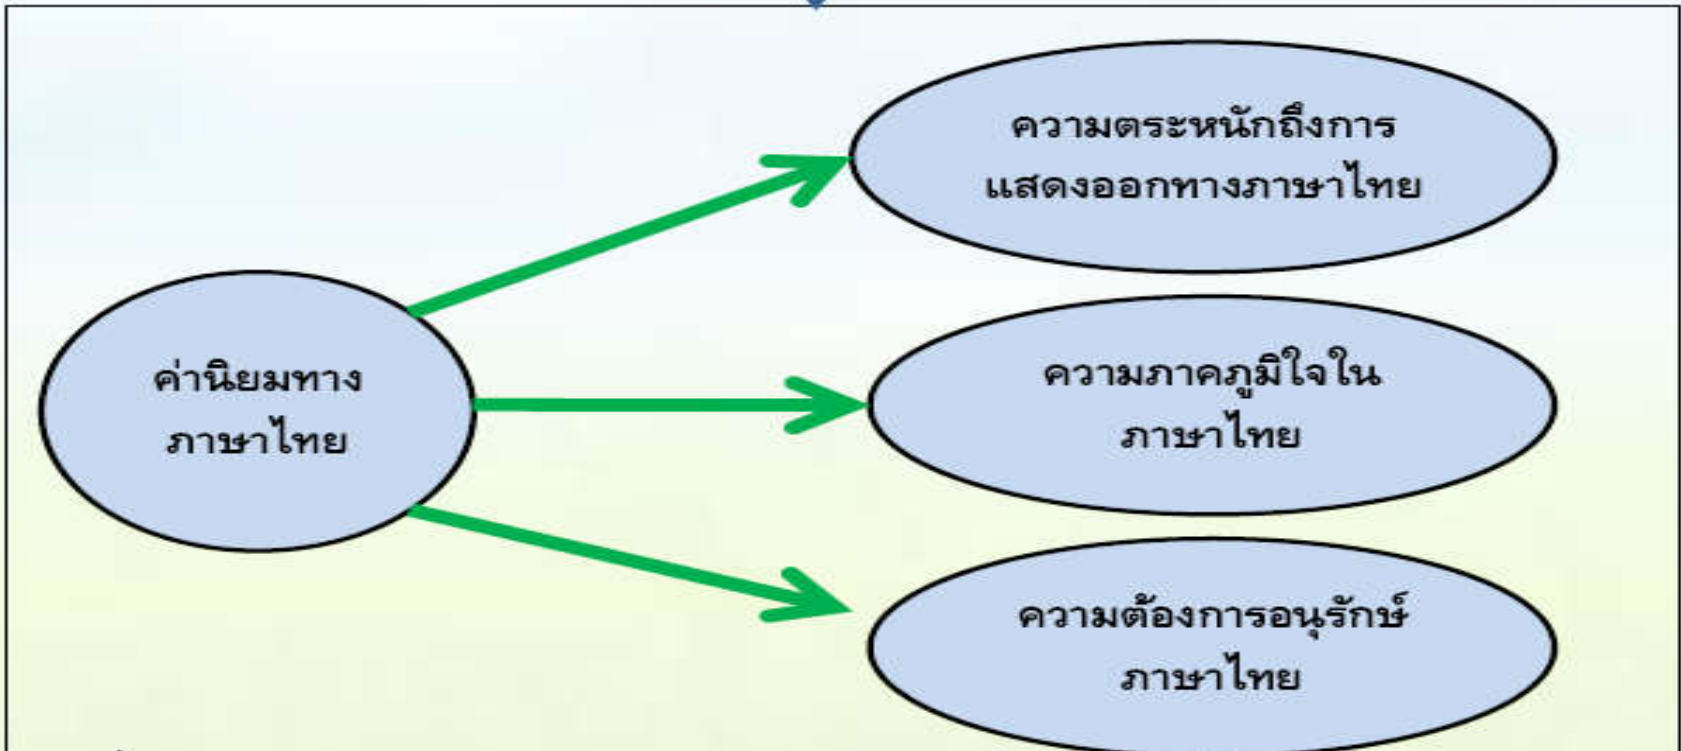 ความตระหนักถึงการ
แสดงออกทางภาษาไทย
ค่านิยมทาง
ภาษาไทย
ความภาคภูมิใจใน
ภาษาไทย
ความต้องการอนุรักษ์
ภาษาไทย